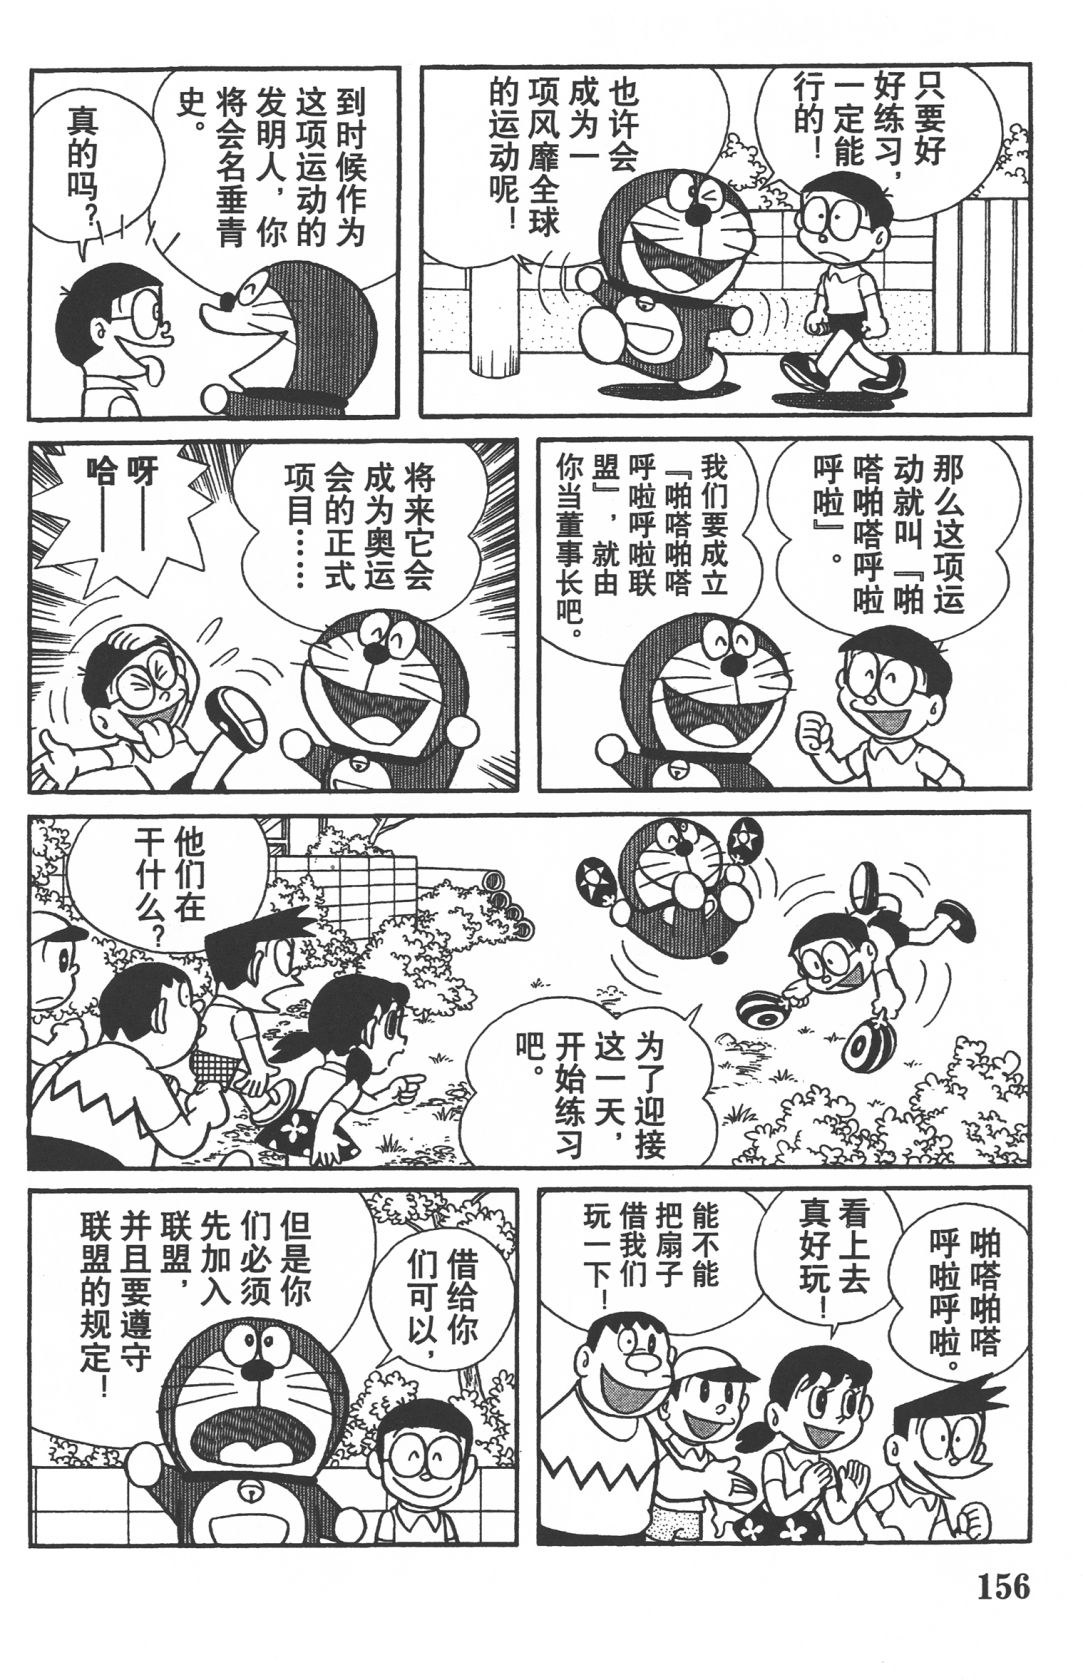 只要好
好练习，
一定能
行的！
也许会
成为一
项风靡全球
的运动呢！
到时候作为
这项运动的
发明人，你
将会名垂青
史。
真的吗？
那么这项运
动就叫『啪
嗒啪嗒呼啦
呼啦』。
我们要成立
『啪嗒啪嗒
呼啦呼啦联
盟』，就由
你当董事长吧。
将来它会
成为奥运
会的正式
项目……
呀——
哈——
为了迎接
这一天，
开始练习
吧。
他们在
干什么？
啪嗒啪嗒
呼啦呼啦。
看上去
真好玩！
能不能
把扇子
借我们
玩一下！
借给你
们可以，
但是你
们必须
先加入
联盟，
并且要遵守
联盟的规定！
156